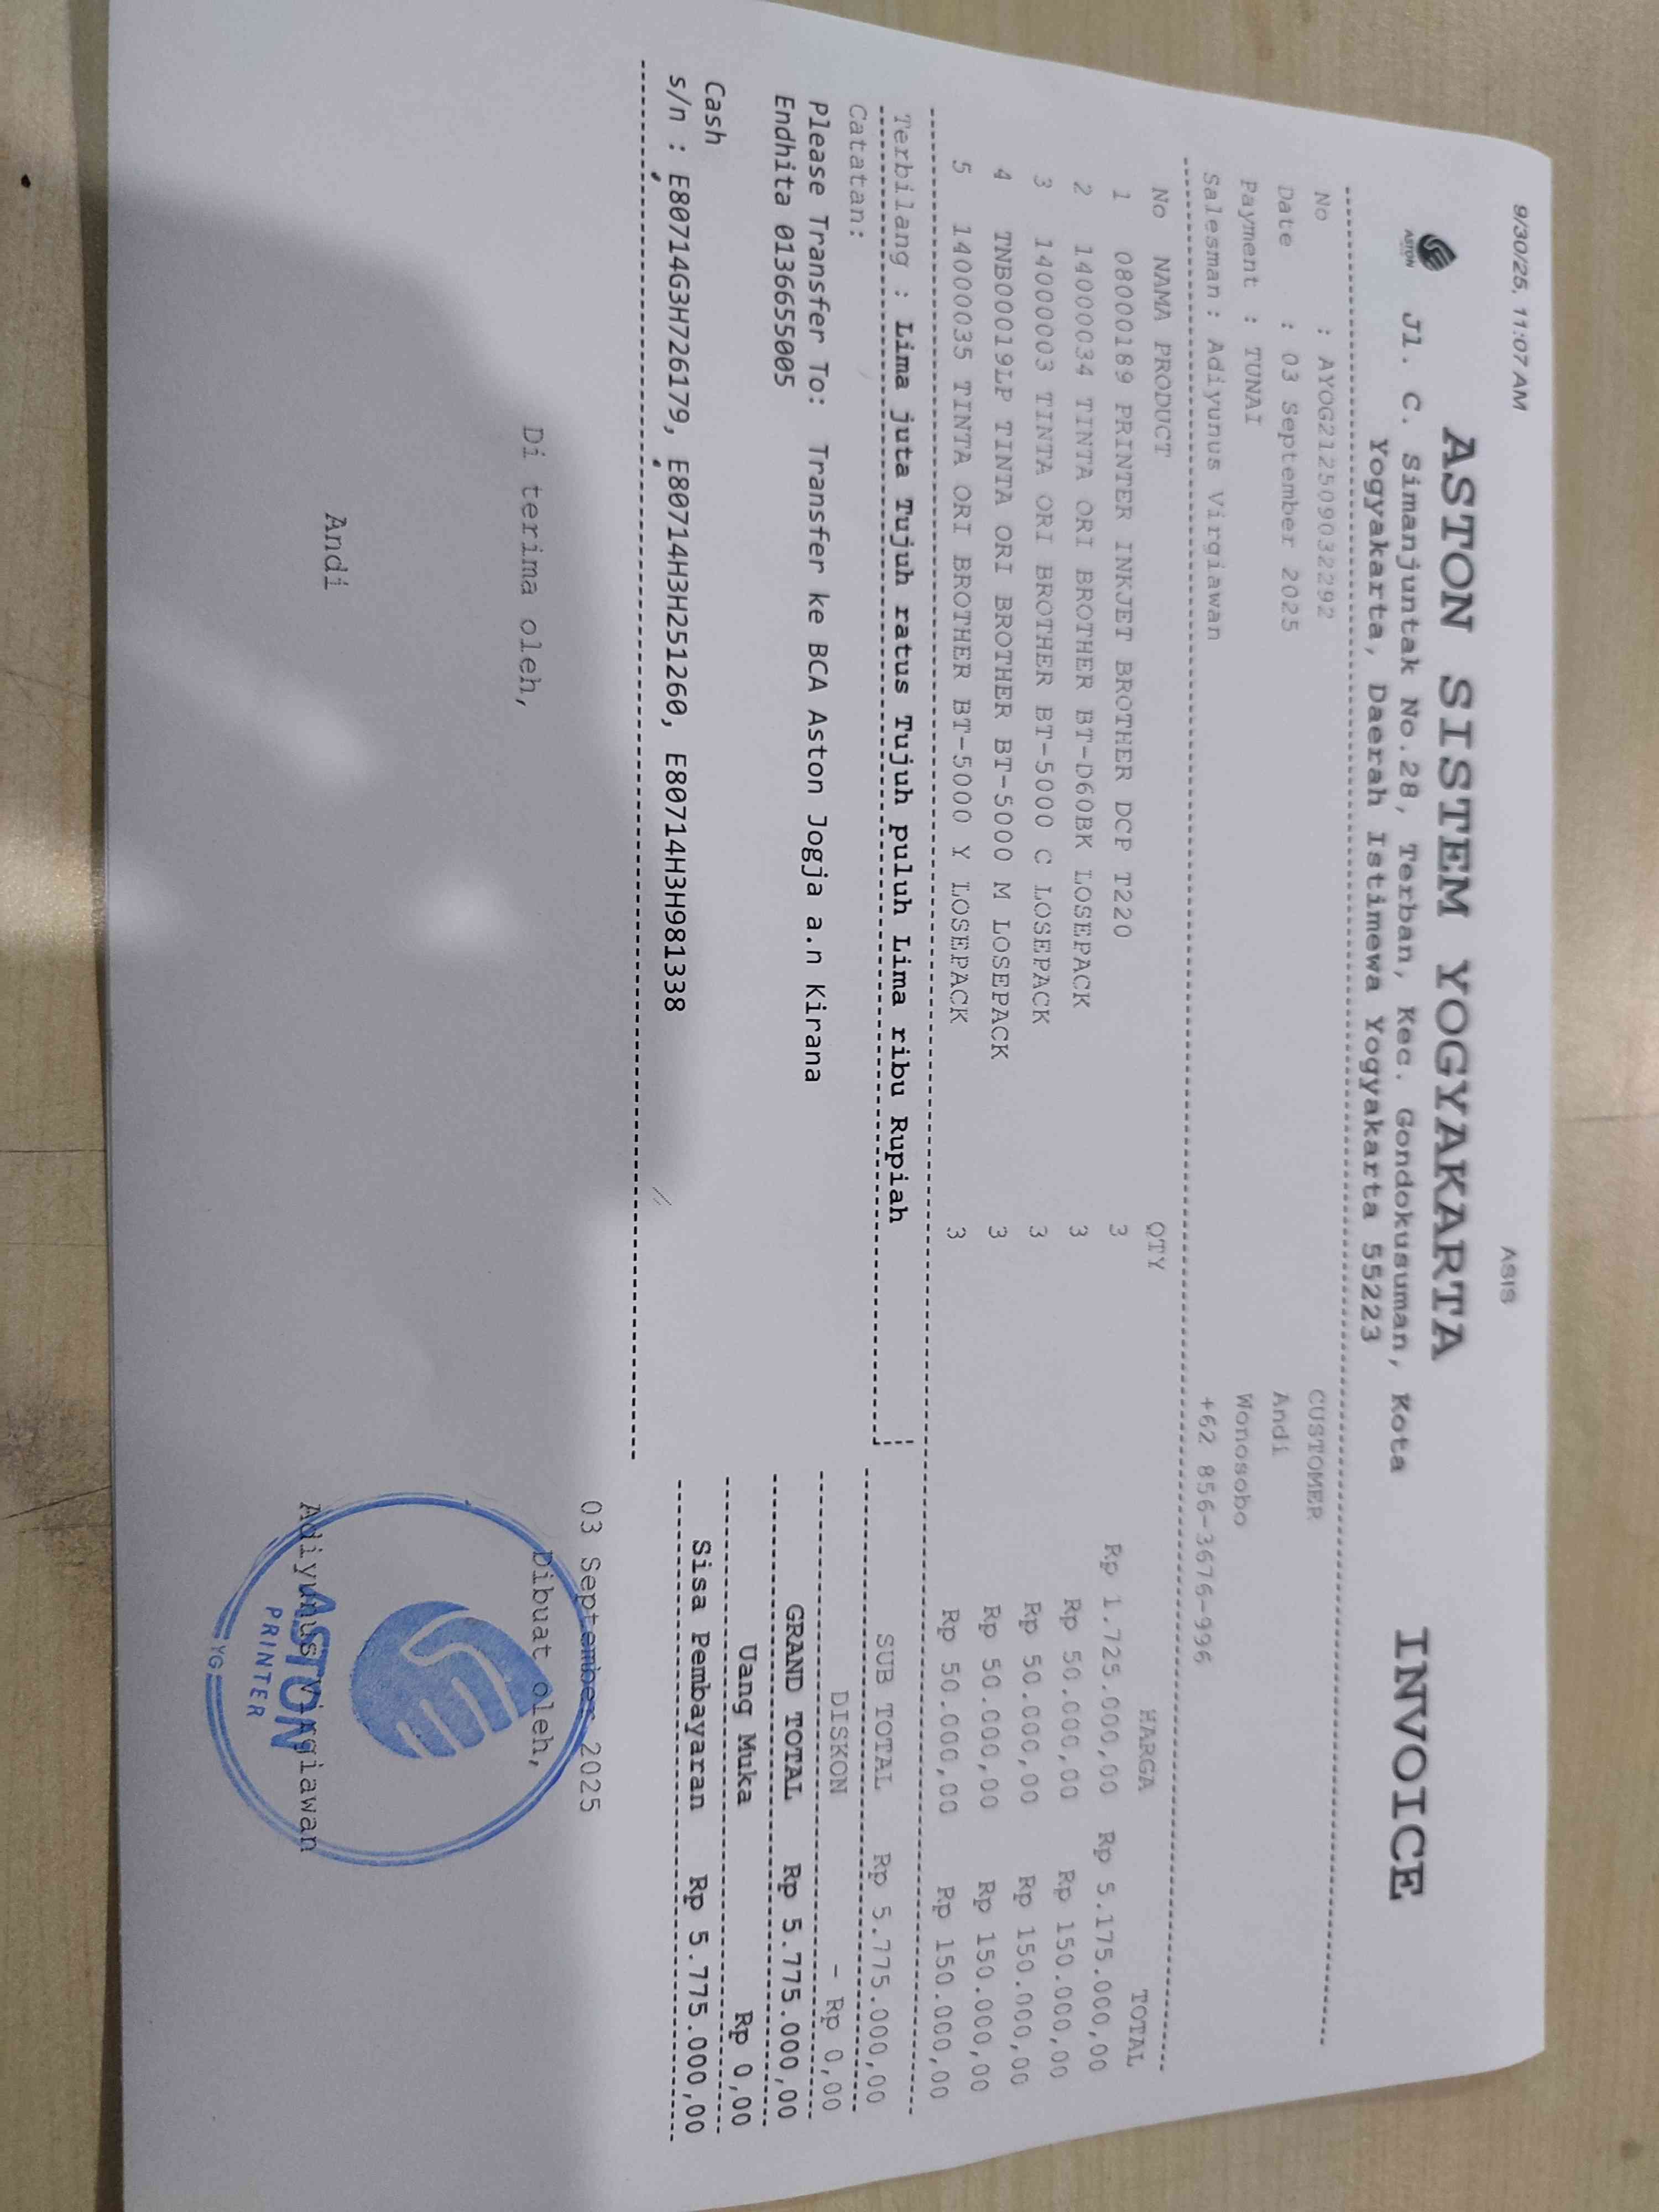 9/30/25, 11:07 AM ASIS
ASTON SISTEM YOGYAKARTA INVOICE
ASTON
Jl. C. Simanjuntak No.28, Terban, Kec. Gondokusuman, Kota
Yogyakarta, Daerah Istimewa Yogyakarta 55223
No : AYOG212509032292 CUSTOMER
Date : 03 September 2025 Andi
Payment : TUNAI Wonosobo
Salesman : Adiyunus Virgiawan +62 856-3676-996
No NAMA PRODUCT QTY HARGA TOTAL
1 08000189 PRINTER INKJET BROTHER DCP T220 3 Rp 1.725.000,00 Rp 5.175.000,00
2 14000034 TINTA ORI BROTHER BT-D60BK LOSEPACK 3 Rp 50.000,00 Rp 150.000,00
3 14000003 TINTA ORI BROTHER BT-5000 C LOSEPACK 3 Rp 50.000,00 Rp 150.000,00
4 TNB00019LP TINTA ORI BROTHER BT-5000 M LOSEPACK 3 Rp 50.000,00 Rp 150.000,00
5 14000035 TINTA ORI BROTHER BT-5000 Y LOSEPACK 3 Rp 50.000,00 Rp 150.000,00
Terbilang : Lima juta Tujuh ratus Tujuh puluh Lima ribu Rupiah
SUB TOTAL Rp 5.775.000,00
DISKON - Rp 0,00
GRAND TOTAL Rp 5.775.000,00
Uang Muka Rp 0,00
Sisa Pembayaran Rp 5.775.000,00
Catatan:
Please Transfer To: Transfer ke BCA Aston Jogja a.n Kirana
Endhita 0136655005
Cash
s/n : E80714G3H726179, E80714H3H251260, E80714H3H981338
03 September 2025
Di terima oleh, Dibuat oleh,
Andi Adiyunus Virgiawan
ASTON
PRINTER
YG